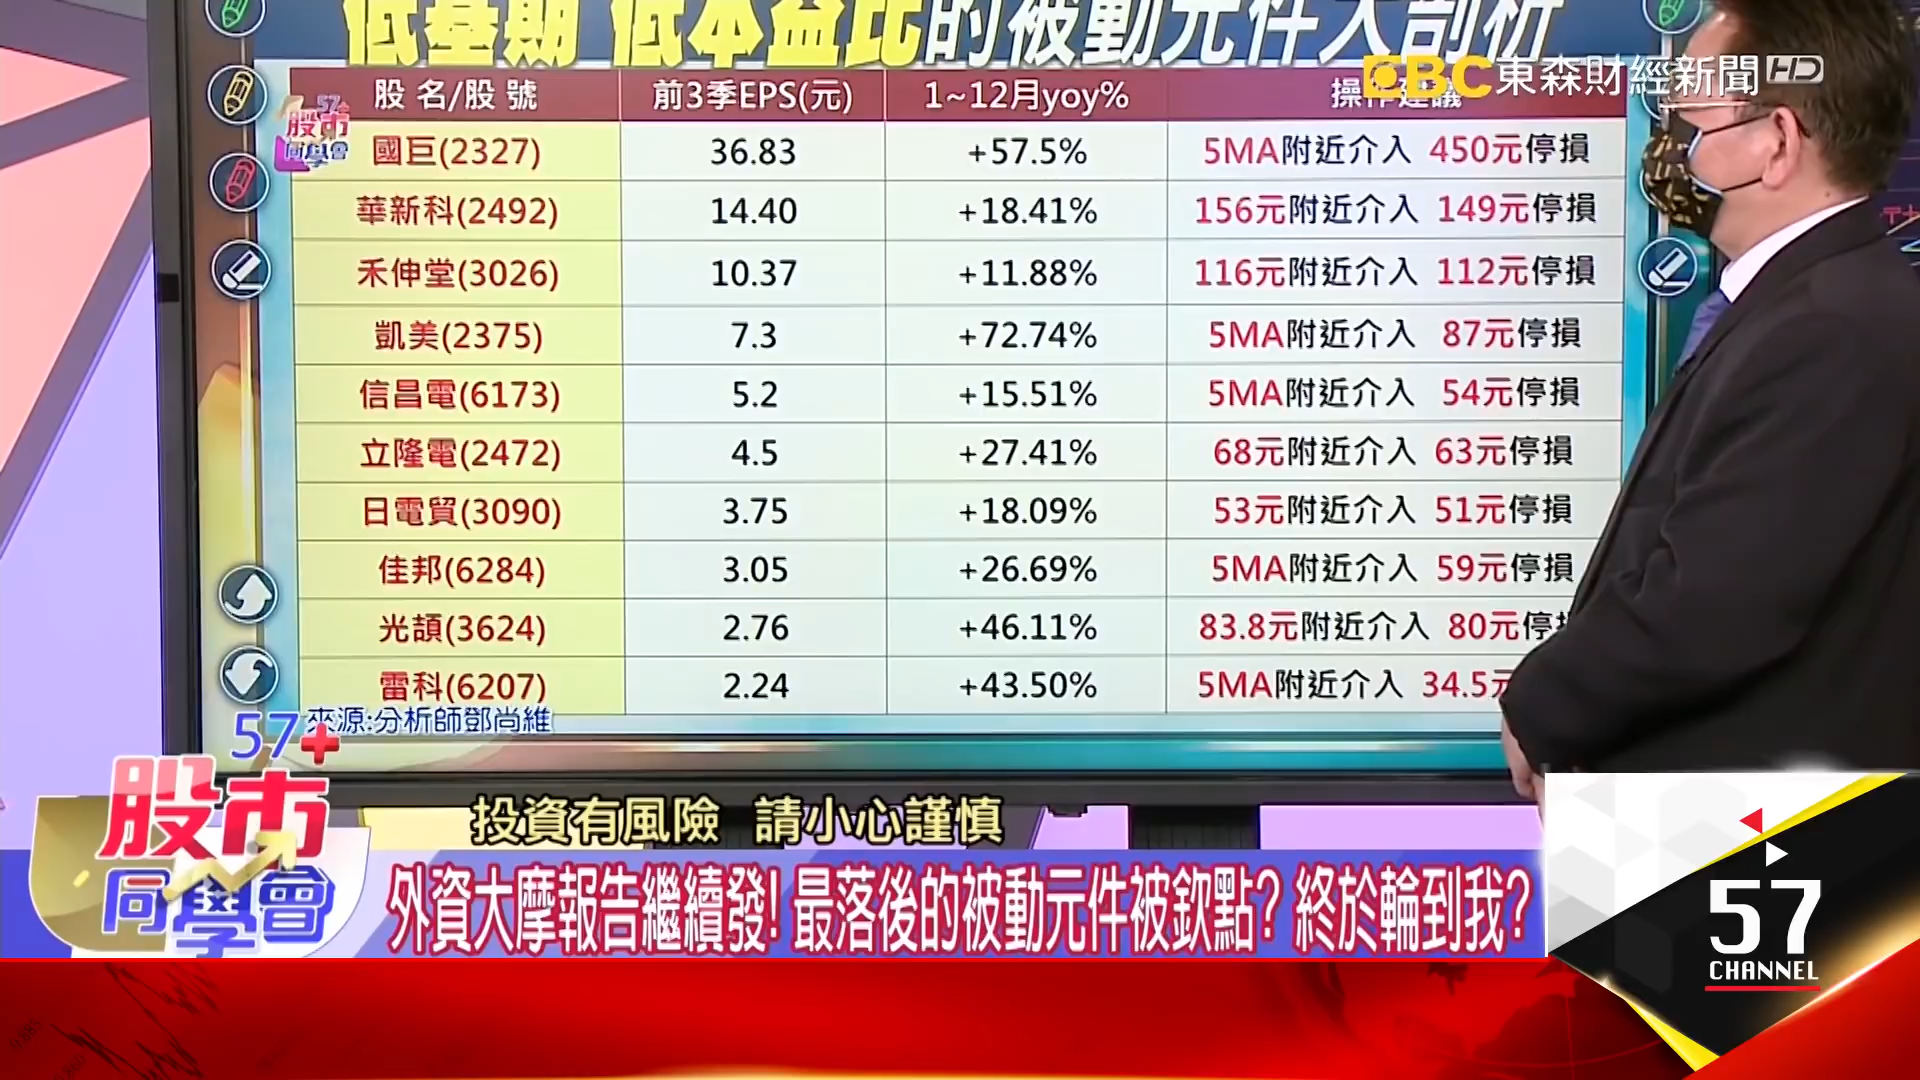 低基期 低本益比的被動元件大剖析
EBC 東森財經新聞 HD
57+
股市
同學會
股名/股號 前3季EPS(元) 1~12月yoy% 操作建議
國巨(2327) 36.83 +57.5% 5MA附近介入 450元停損
華新科(2492) 14.40 +18.41% 156元附近介入 149元停損
禾伸堂(3026) 10.37 +11.88% 116元附近介入 112元停損
凱美(2375) 7.3 +72.74% 5MA附近介入 87元停損
信昌電(6173) 5.2 +15.51% 5MA附近介入 54元停損
立隆電(2472) 4.5 +27.41% 68元附近介入 63元停損
日電貿(3090) 3.75 +18.09% 53元附近介入 51元停損
佳邦(6284) 3.05 +26.69% 5MA附近介入 59元停損
光頡(3624) 2.76 +46.11% 83.8元附近介入 80元停損
雷科(6207) 2.24 +43.50% 5MA附近介入 34.5元
來源:分析師鄧尚維
57+
股市
同學會
投資有風險 請小心謹慎
外資大摩報告繼續發! 最落後的被動元件被欽點? 終於輪到我?
57
CHANNEL